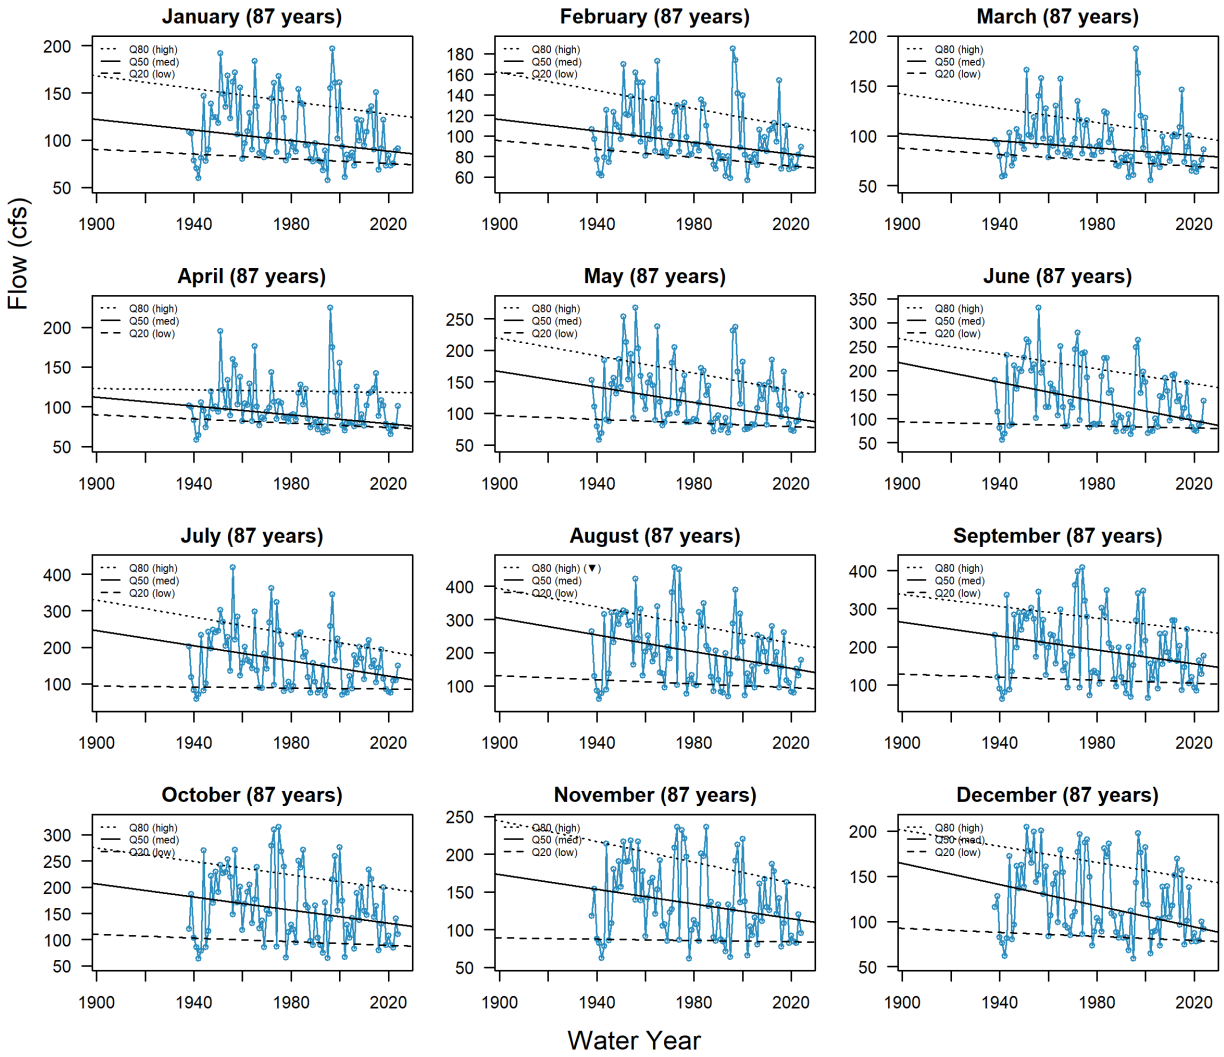 January (87 years)
200
150
100
50
Q80 (high)
Q50 (med)
Q20 (low)
1900
1940
1980
2020
February (87 years)
180
160
140
120
100
80
60
Q80 (high)
Q50 (med)
Q20 (low)
1900
1940
1980
2020
March (87 years)
200
150
100
50
Q80 (high)
Q50 (med)
Q20 (low)
1900
1940
1980
2020
Flow (cfs)
April (87 years)
200
150
100
50
Q80 (high)
Q50 (med)
Q20 (low)
1900
1940
1980
2020
May (87 years)
250
200
150
100
50
Q80 (high)
Q50 (med)
Q20 (low)
1900
1940
1980
2020
June (87 years)
350
300
250
200
150
100
50
Q80 (high)
Q50 (med)
Q20 (low)
1900
1940
1980
2020
July (87 years)
400
300
200
100
Q80 (high)
Q50 (med)
Q20 (low)
1900
1940
1980
2020
August (87 years)
400
300
200
100
Q80 (high) (▼)
Q50 (med)
Q20 (low)
1900
1940
1980
2020
September (87 years)
400
300
200
100
Q80 (high)
Q50 (med)
Q20 (low)
1900
1940
1980
2020
October (87 years)
300
250
200
150
100
50
Q80 (high)
Q50 (med)
Q20 (low)
1900
1940
1980
2020
November (87 years)
250
200
150
100
50
Q80 (high)
Q50 (med)
Q20 (low)
1900
1940
1980
2020
December (87 years)
200
150
100
50
Q80 (high)
Q50 (med)
Q20 (low)
1900
1940
1980
2020
Water Year